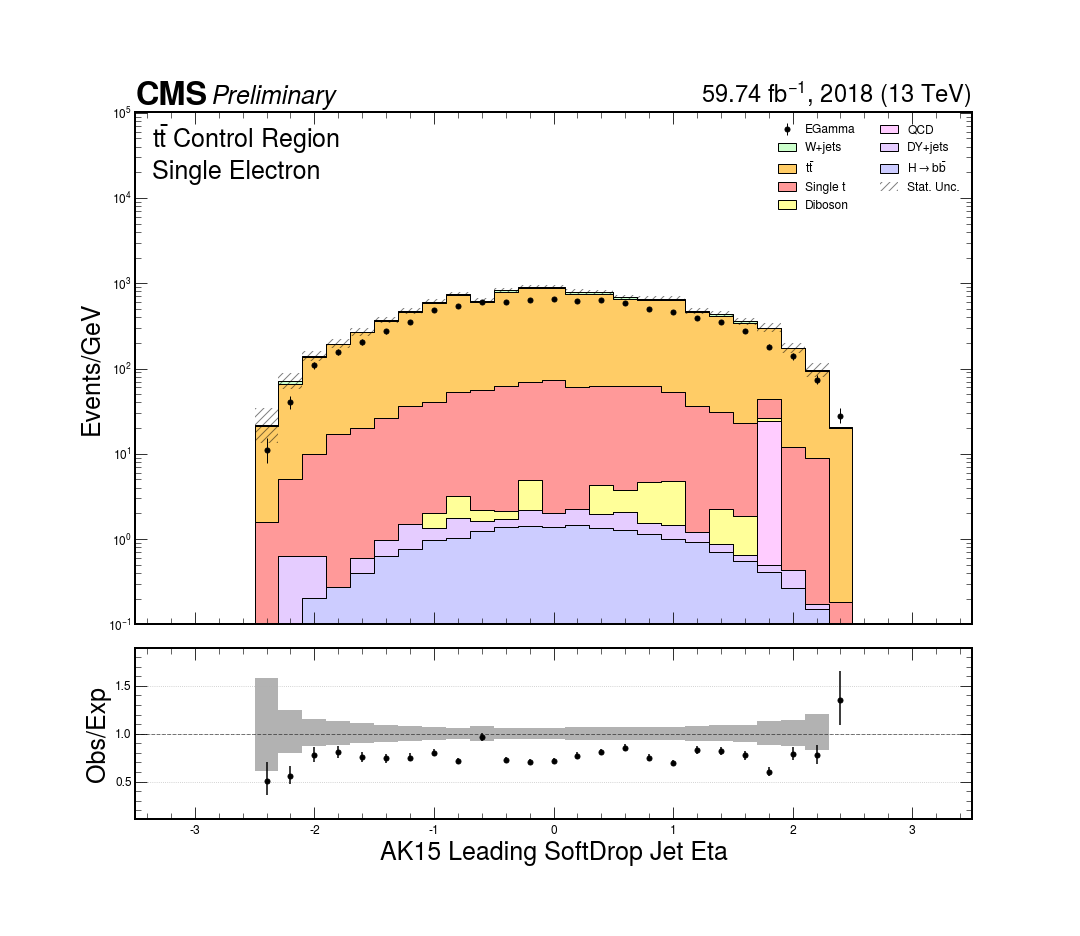 CMS Preliminary
59.74 fb⁻¹, 2018 (13 TeV)
tt̄ Control Region
Single Electron
EGamma
W+jets
tt̄
Single t
Diboson
QCD
DY+jets
H→bb̄
Stat. Unc.
Events/GeV
10⁵
10⁴
10³
10²
10¹
10⁰
10⁻¹
Obs/Exp
1.5
1.0
0.5
-3 -2 -1 0 1 2 3
AK15 Leading SoftDrop Jet Eta